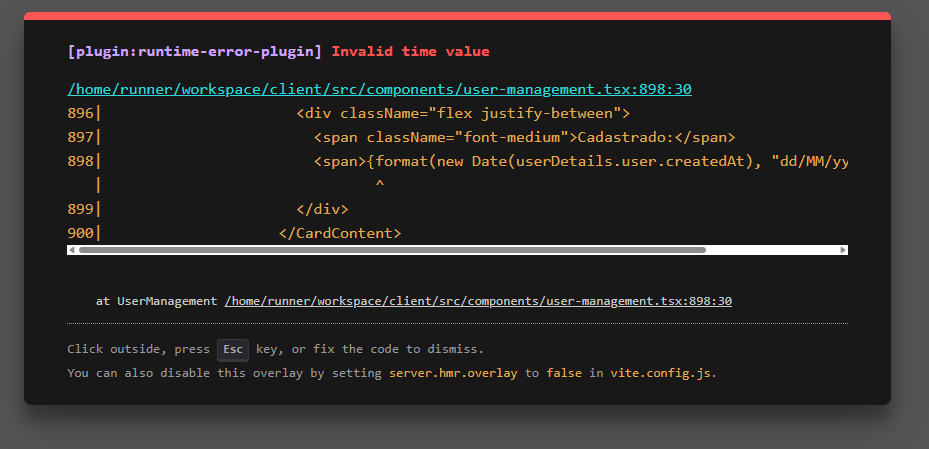 [plugin:runtime-error-plugin] Invalid time value
/home/runner/workspace/client/src/components/user-management.tsx:898:30
896|                      <div className="flex justify-between">
897|                        <span className="font-medium">Cadastrado:</span>
898|                        <span>{format(new Date(userDetails.user.createdAt), "dd/MM/yy
   |                               ^
899|                      </div>
900|                    </CardContent>
at UserManagement /home/runner/workspace/client/src/components/user-management.tsx:898:30
Click outside, press Esc key, or fix the code to dismiss.
You can also disable this overlay by setting server.hmr.overlay to false in vite.config.js.